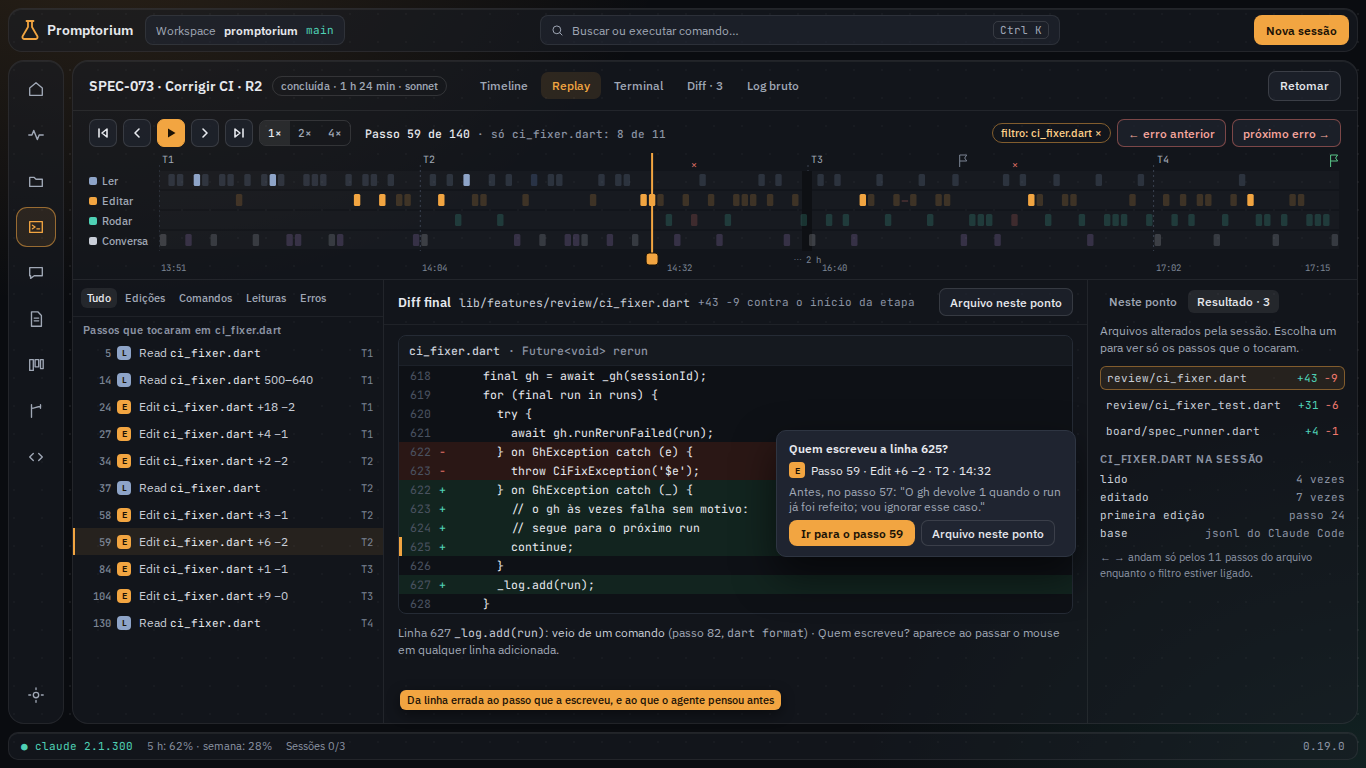 Promptorium
Workspace promptorium main
Buscar ou executar comando...
Ctrl K
Nova sessão
SPEC-073 · Corrigir CI · R2
concluída · 1 h 24 min · sonnet
Timeline
Replay
Terminal
Diff · 3
Log bruto
Retomar
1×
2×
4×
Passo 59 de 140 · só ci_fixer.dart: 8 de 11
filtro: ci_fixer.dart ×
← erro anterior
próximo erro →
T1
T2
×
T3
×
T4
Ler
Editar
Rodar
Conversa
··· 2 h
13:51
14:04
14:32
16:40
17:02
17:15
Tudo
Edições
Comandos
Leituras
Erros
Passos que tocaram em ci_fixer.dart
5 L Read ci_fixer.dart T1
14 L Read ci_fixer.dart 500–640 T1
24 E Edit ci_fixer.dart +18 −2 T1
27 E Edit ci_fixer.dart +4 −1 T1
34 E Edit ci_fixer.dart +2 −2 T2
37 L Read ci_fixer.dart T2
58 E Edit ci_fixer.dart +3 −1 T2
59 E Edit ci_fixer.dart +6 −2 T2
84 E Edit ci_fixer.dart +1 −1 T3
104 E Edit ci_fixer.dart +9 −0 T3
130 L Read ci_fixer.dart T4
Diff final lib/features/review/ci_fixer.dart +43 -9 contra o início da etapa
Arquivo neste ponto
ci_fixer.dart · Future<void> rerun
618 final gh = await _gh(sessionId);
619 for (final run in runs) {
620 try {
621 await gh.runRerunFailed(run);
622 - } on GhException catch (e) {
623 - throw CiFixException('$e');
622 + } on GhException catch (_) {
623 + // o gh às vezes falha sem motivo:
624 + // segue para o próximo run
625 + continue;
626 }
627 + _log.add(run);
628 }
Quem escreveu a linha 625?
E Passo 59 · Edit +6 −2 · T2 · 14:32
Antes, no passo 57: "O gh devolve 1 quando o run
já foi refeito; vou ignorar esse caso."
Ir para o passo 59
Arquivo neste ponto
Linha 627 _log.add(run): veio de um comando (passo 82, dart format) · Quem escreveu? aparece ao passar o mouse
em qualquer linha adicionada.
Da linha errada ao passo que a escreveu, e ao que o agente pensou antes
Neste ponto
Resultado · 3
Arquivos alterados pela sessão. Escolha um
para ver só os passos que o tocaram.
review/ci_fixer.dart +43 -9
review/ci_fixer_test.dart +31 -6
board/spec_runner.dart +4 -1
CI_FIXER.DART NA SESSÃO
lido 4 vezes
editado 7 vezes
primeira edição passo 24
base jsonl do Claude Code
← → andam só pelos 11 passos do arquivo
enquanto o filtro estiver ligado.
claude 2.1.300
5 h: 62% · semana: 28%
Sessões 0/3
0.19.0